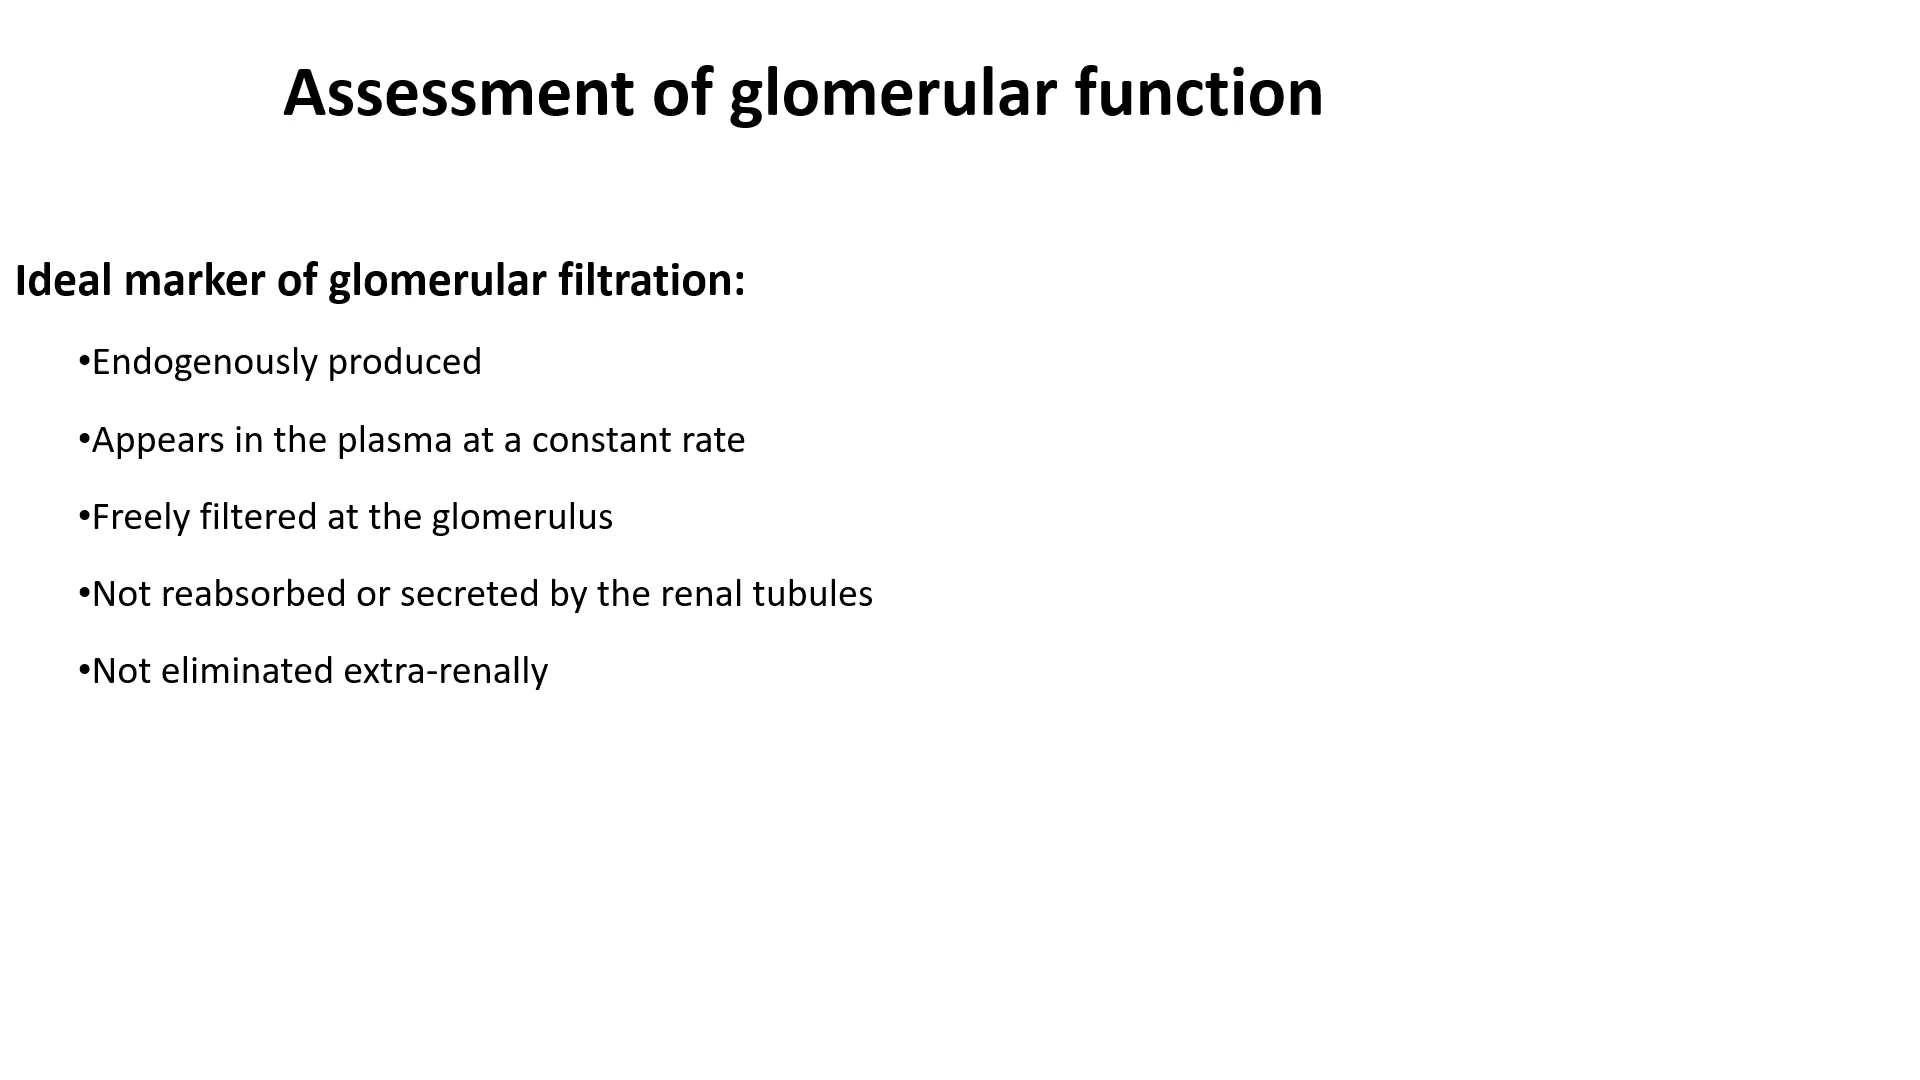 Assessment of glomerular function
Ideal marker of glomerular filtration:
•Endogenously produced
•Appears in the plasma at a constant rate
•Freely filtered at the glomerulus
•Not reabsorbed or secreted by the renal tubules
•Not eliminated extra-renally